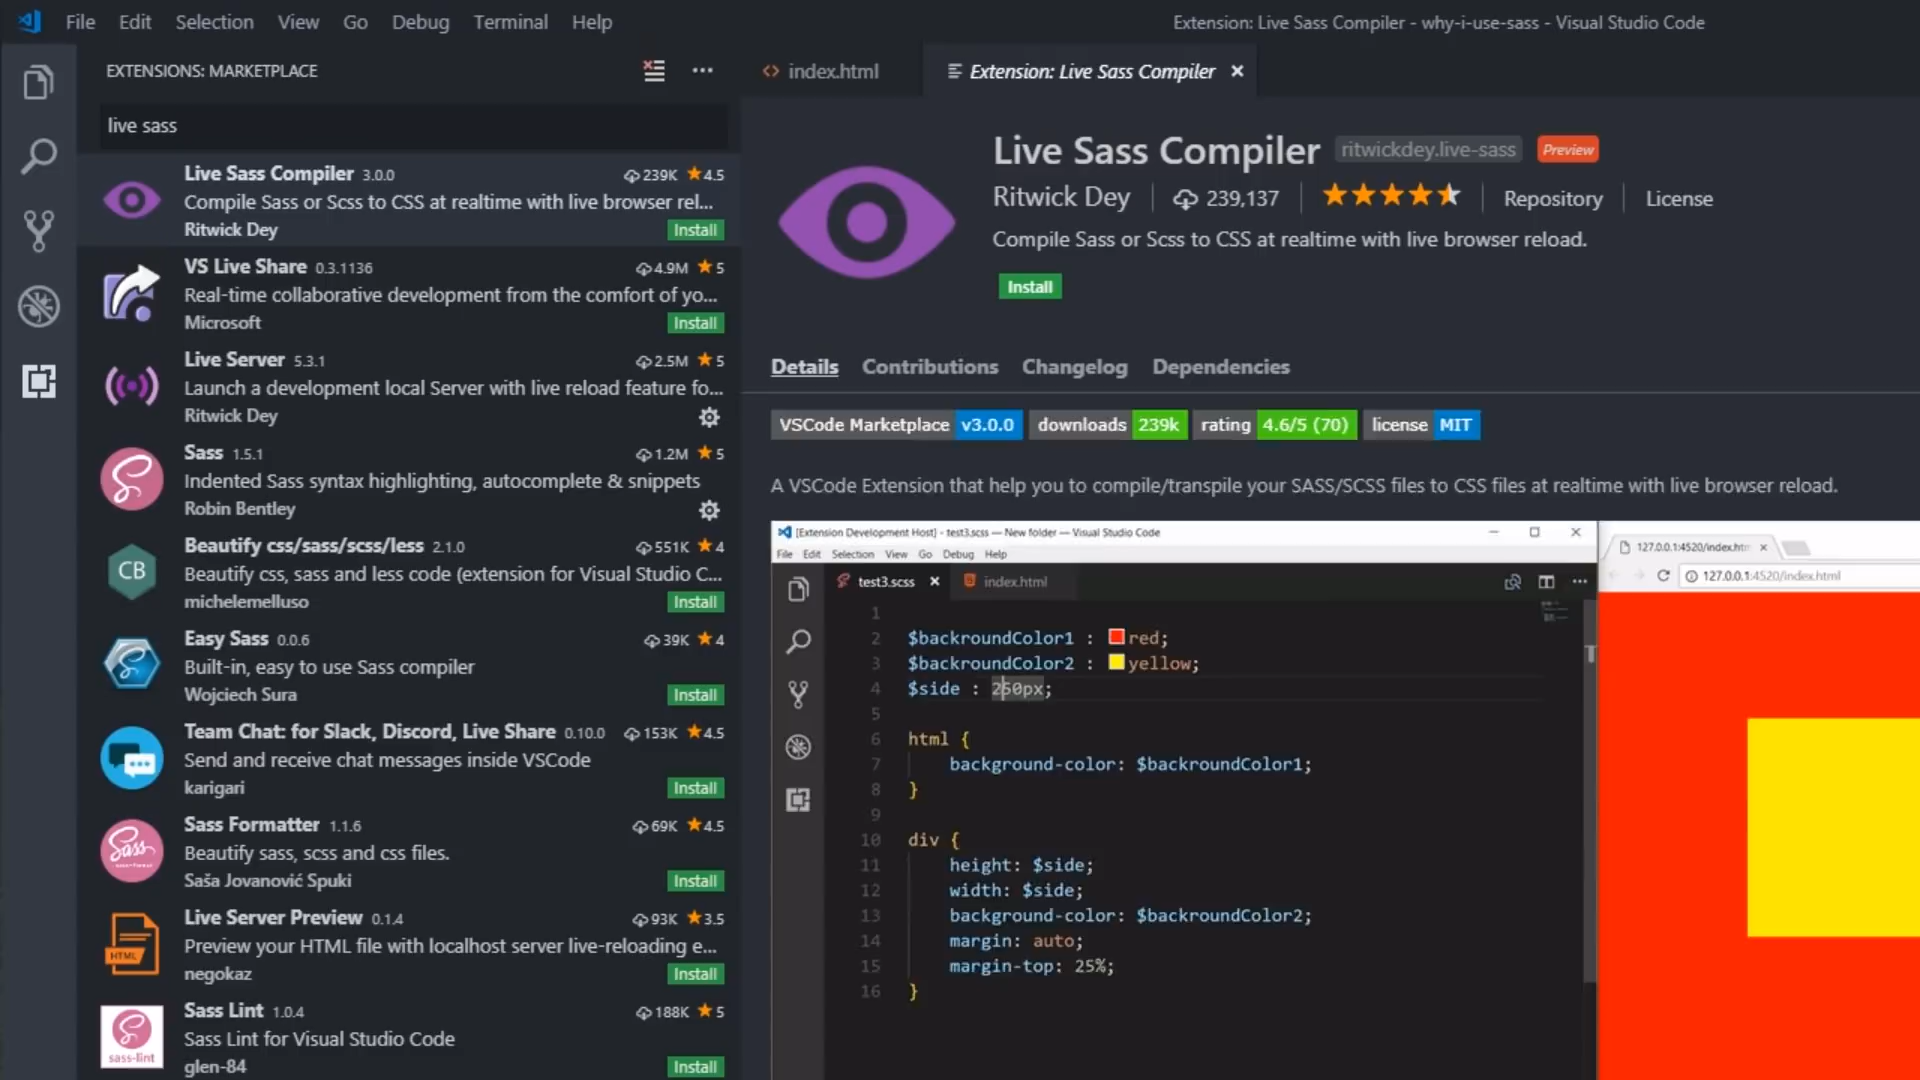 File Edit Selection View Go Debug Terminal Help
Extension: Live Sass Compiler - why-i-use-sass - Visual Studio Code
EXTENSIONS: MARKETPLACE
live sass
Live Sass Compiler 3.0.0 239K 4.5
Compile Sass or Scss to CSS at realtime with live browser rel...
Ritwick Dey Install
VS Live Share 0.3.1136 4.9M 5
Real-time collaborative development from the comfort of yo...
Microsoft Install
Live Server 5.3.1 2.5M 5
Launch a development local Server with live reload feature fo...
Ritwick Dey
Sass 1.5.1 1.2M 5
Indented Sass syntax highlighting, autocomplete & snippets
Robin Bentley
CB
Beautify css/sass/scss/less 2.1.0 551K 4
Beautify css, sass and less code (extension for Visual Studio C...
michelemelluso Install
Easy Sass 0.0.6 39K 4
Built-in, easy to use Sass compiler
Wojciech Sura Install
Team Chat: for Slack, Discord, Live Share 0.10.0 153K 4.5
Send and receive chat messages inside VSCode
karigari Install
Sass
Sass Formatter 1.1.6 69K 4.5
Beautify sass, scss and css files.
Saša Jovanović Spuki Install
HTML
Live Server Preview 0.1.4 93K 3.5
Preview your HTML file with localhost server live-reloading e...
negokaz Install
sass-lint
Sass Lint 1.0.4 188K 5
Sass Lint for Visual Studio Code
glen-84 Install
index.html
Extension: Live Sass Compiler
Live Sass Compiler ritwickdey.live-sass Preview
Ritwick Dey 239,137 Repository License
Compile Sass or Scss to CSS at realtime with live browser reload.
Install
Details Contributions Changelog Dependencies
VSCode Marketplace v3.0.0 downloads 239k rating 4.6/5 (70) license MIT
A VSCode Extension that help you to compile/transpile your SASS/SCSS files to CSS files at realtime with live browser reload.
[Extension Development Host] - test3.scss — New folder — Visual Studio Code
File Edit Selection View Go Debug Help
test3.scss index.html
1
2 $backroundColor1 : red;
3 $backroundColor2 : yellow;
4 $side : 250px;
5
6 html {
7 background-color: $backroundColor1;
8 }
9
10 div {
11 height: $side;
12 width: $side;
13 background-color: $backroundColor2;
14 margin: auto;
15 margin-top: 25%;
16 }
127.0.0.1:4520/index.htm
127.0.0.1:4520/index.html